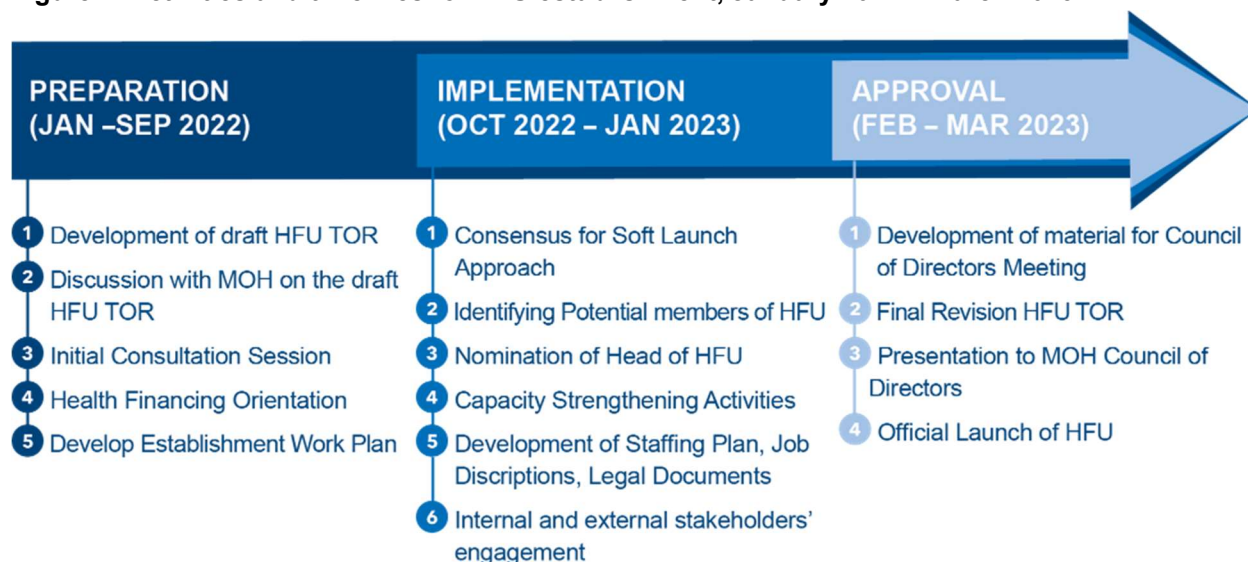 PREPARATION
(JAN –SEP 2022)
IMPLEMENTATION
(OCT 2022 – JAN 2023)
APPROVAL
(FEB – MAR 2023)
1 Development of draft HFU TOR
2 Discussion with MOH on the draft
HFU TOR
3 Initial Consultation Session
4 Health Financing Orientation
5 Develop Establishment Work Plan
1 Consensus for Soft Launch
Approach
2 Identifying Potential members of HFU
3 Nomination of Head of HFU
4 Capacity Strengthening Activities
5 Development of Staffing Plan, Job
Discriptions, Legal Documents
6 Internal and external stakeholders’
engagement
1 Development of material for Council
of Directors Meeting
2 Final Revision HFU TOR
3 Presentation to MOH Council of
Directors
4 Official Launch of HFU